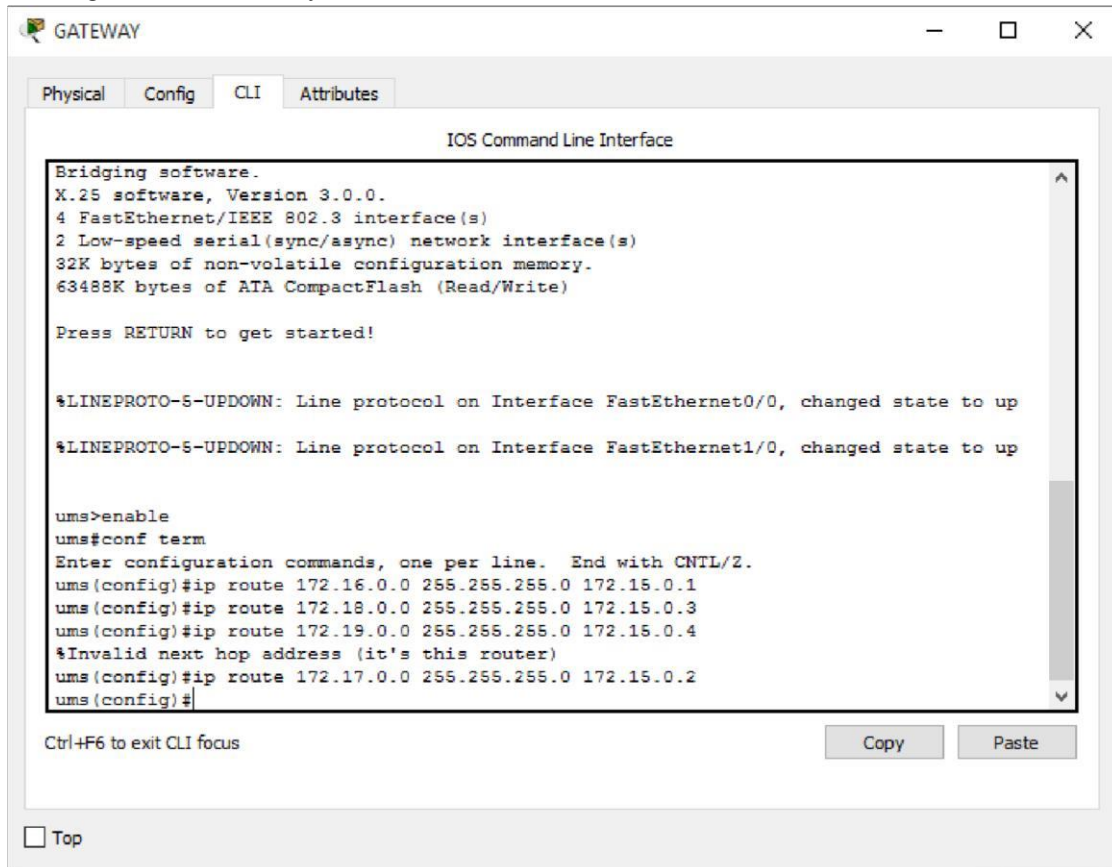 GATEWAY
Physical Config CLI Attributes
IOS Command Line Interface
Bridging software.
X.25 software, Version 3.0.0.
4 FastEthernet/IEEE 802.3 interface(s)
2 Low-speed serial(sync/async) network interface(s)
32K bytes of non-volatile configuration memory.
63488K bytes of ATA CompactFlash (Read/Write)
Press RETURN to get started!
%LINEPROTO-5-UPDOWN: Line protocol on Interface FastEthernet0/0, changed state to up
%LINEPROTO-5-UPDOWN: Line protocol on Interface FastEthernet1/0, changed state to up
ums>enable
ums#conf term
Enter configuration commands, one per line.  End with CNTL/Z.
ums(config)#ip route 172.16.0.0 255.255.255.0 172.15.0.1
ums(config)#ip route 172.18.0.0 255.255.255.0 172.15.0.3
ums(config)#ip route 172.19.0.0 255.255.255.0 172.15.0.4
%Invalid next hop address (it's this router)
ums(config)#ip route 172.17.0.0 255.255.255.0 172.15.0.2
ums(config)#
Ctrl+F6 to exit CLI focus
Copy Paste
Top